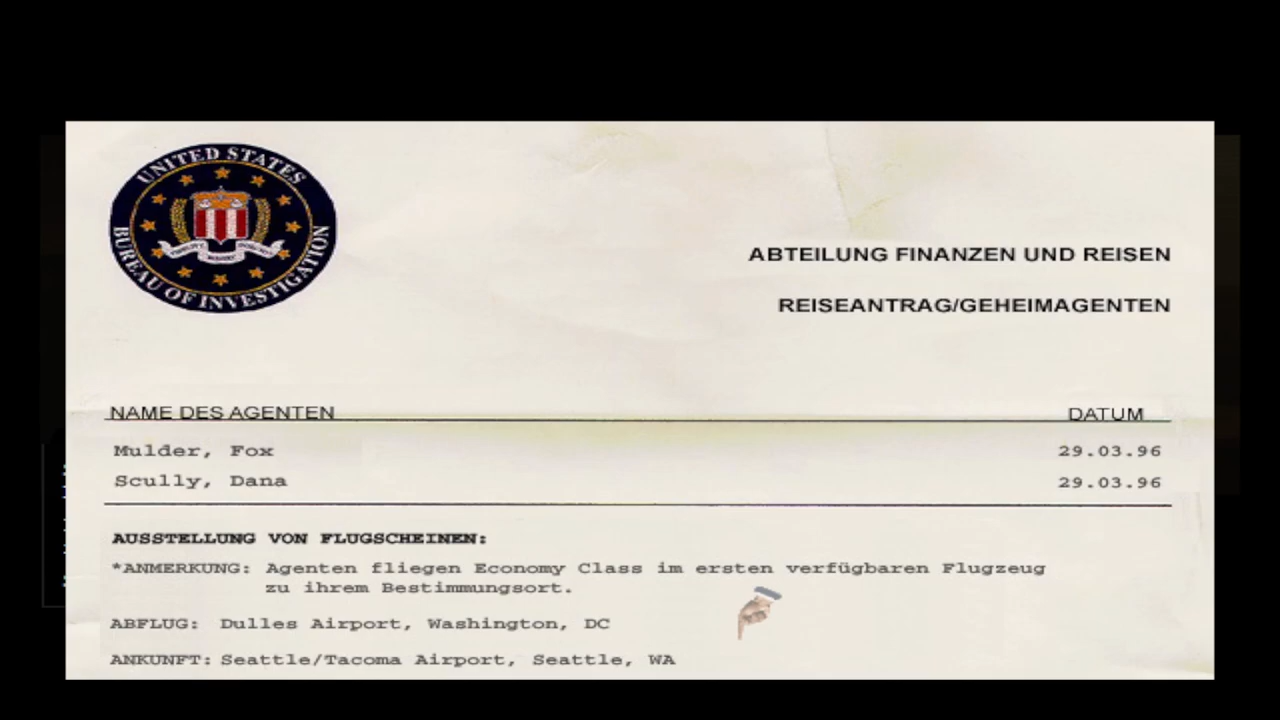 UNITED STATES
BUREAU OF INVESTIGATION
ABTEILUNG FINANZEN UND REISEN
REISEANTRAG/GEHEIMAGENTEN
NAME DES AGENTEN DATUM
Mulder, Fox 29.03.96
Scully, Dana 29.03.96
AUSSTELLUNG VON FLUGSCHEINEN:
*ANMERKUNG: Agenten fliegen Economy Class im ersten verfügbaren Flugzeug
zu ihrem Bestimmungsort.
ABFLUG: Dulles Airport, Washington, DC
ANKUNFT: Seattle/Tacoma Airport, Seattle, WA